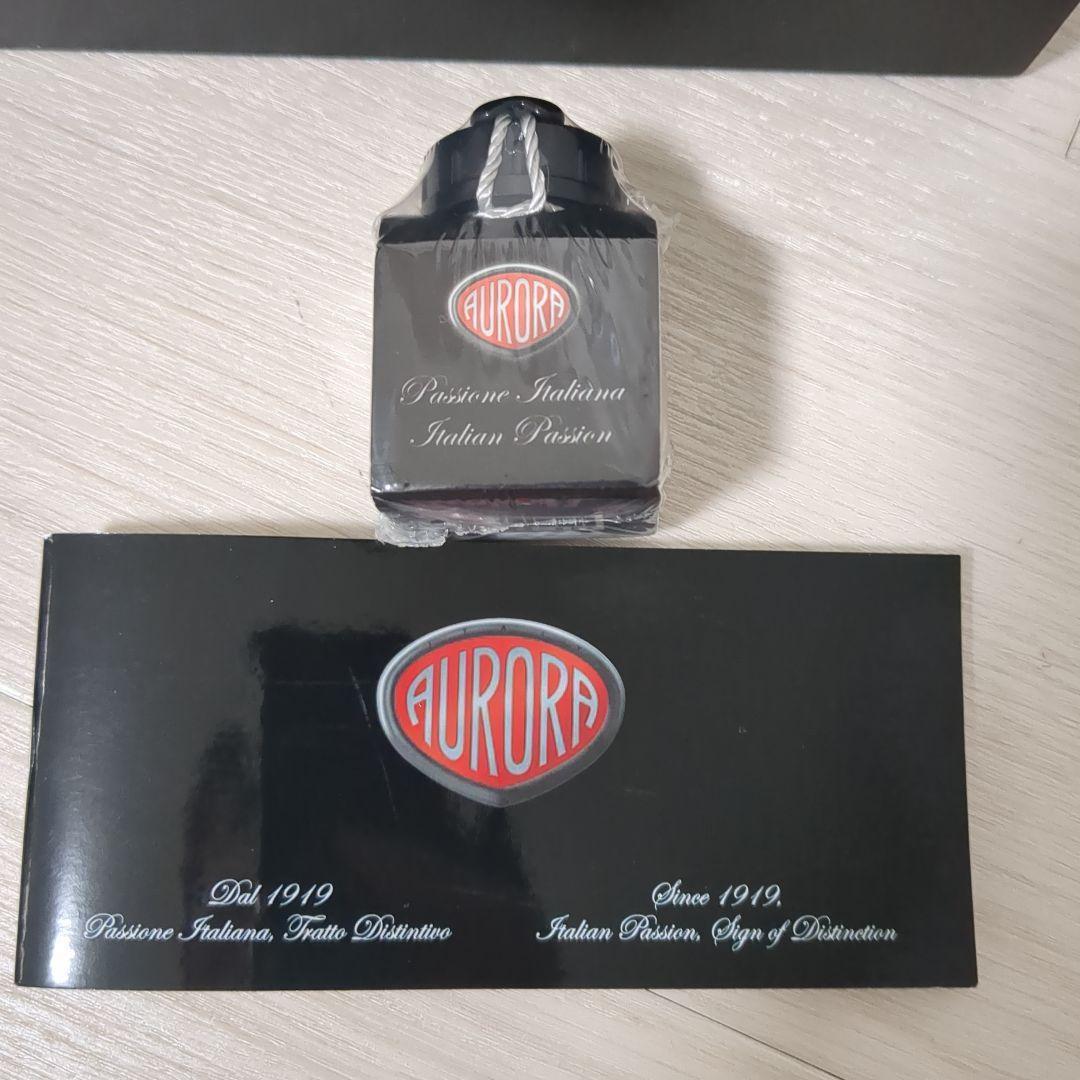 AURORA
Passione Italiana
Italian Passion
ITALY
AURORA
Dal 1919
Passione Italiana, Tratto Distintivo
Since 1919,
Italian Passion, Sign of Distinction